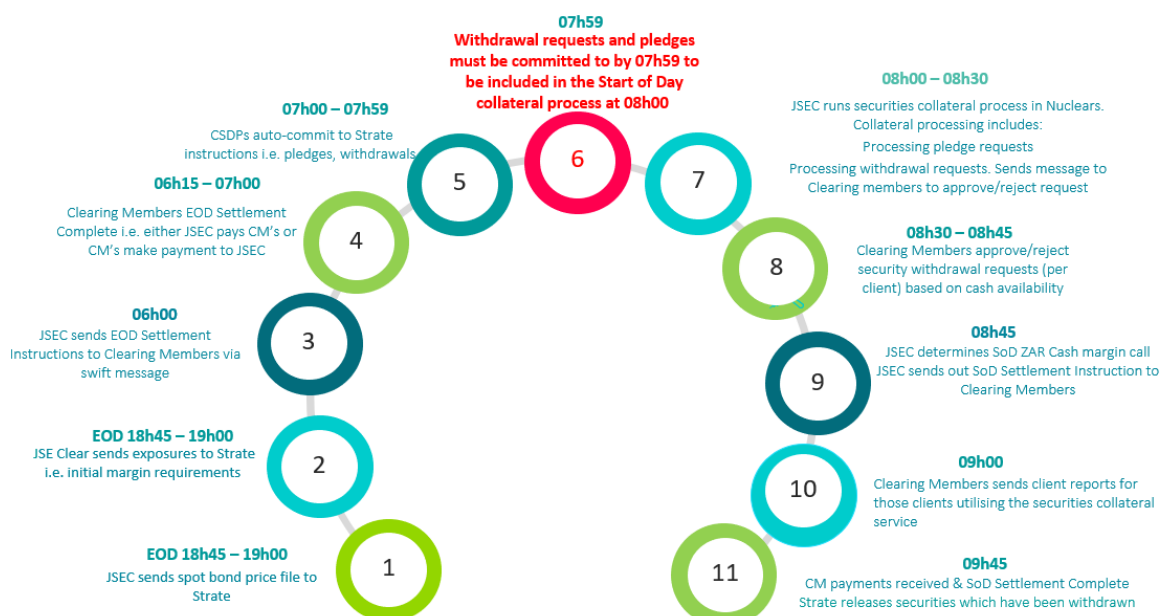 EOD 18h45 – 19h00
JSEC sends spot bond price file to
Strate
1
EOD 18h45 – 19h00
JSE Clear sends exposures to Strate
i.e. initial margin requirements
2
06h00
JSEC sends EOD Settlement
Instructions to Clearing Members via
swift message
3
06h15 – 07h00
Clearing Members EOD Settlement
Complete i.e. either JSEC pays CM's or
CM's make payment to JSEC
4
07h00 – 07h59
CSDPs auto-commit to Strate
instructions i.e. pledges, withdrawals
5
07h59
Withdrawal requests and pledges
must be committed to by 07h59 to
be included in the Start of Day
collateral process at 08h00
6
08h00 – 08h30
JSEC runs securities collateral process in Nuclears.
Collateral processing includes:
Processing pledge requests
Processing withdrawal requests. Sends message to
Clearing members to approve/reject request
7
08h30 – 08h45
Clearing Members approve/reject
security withdrawal requests (per
client) based on cash availability
8
08h45
JSEC determines SoD ZAR Cash margin call
JSEC sends out SoD Settlement Instruction to
Clearing Members
9
09h00
Clearing Members sends client reports for
those clients utilising the securities collateral
service
10
09h45
CM payments received & SoD Settlement Complete
Strate releases securities which have been withdrawn
11